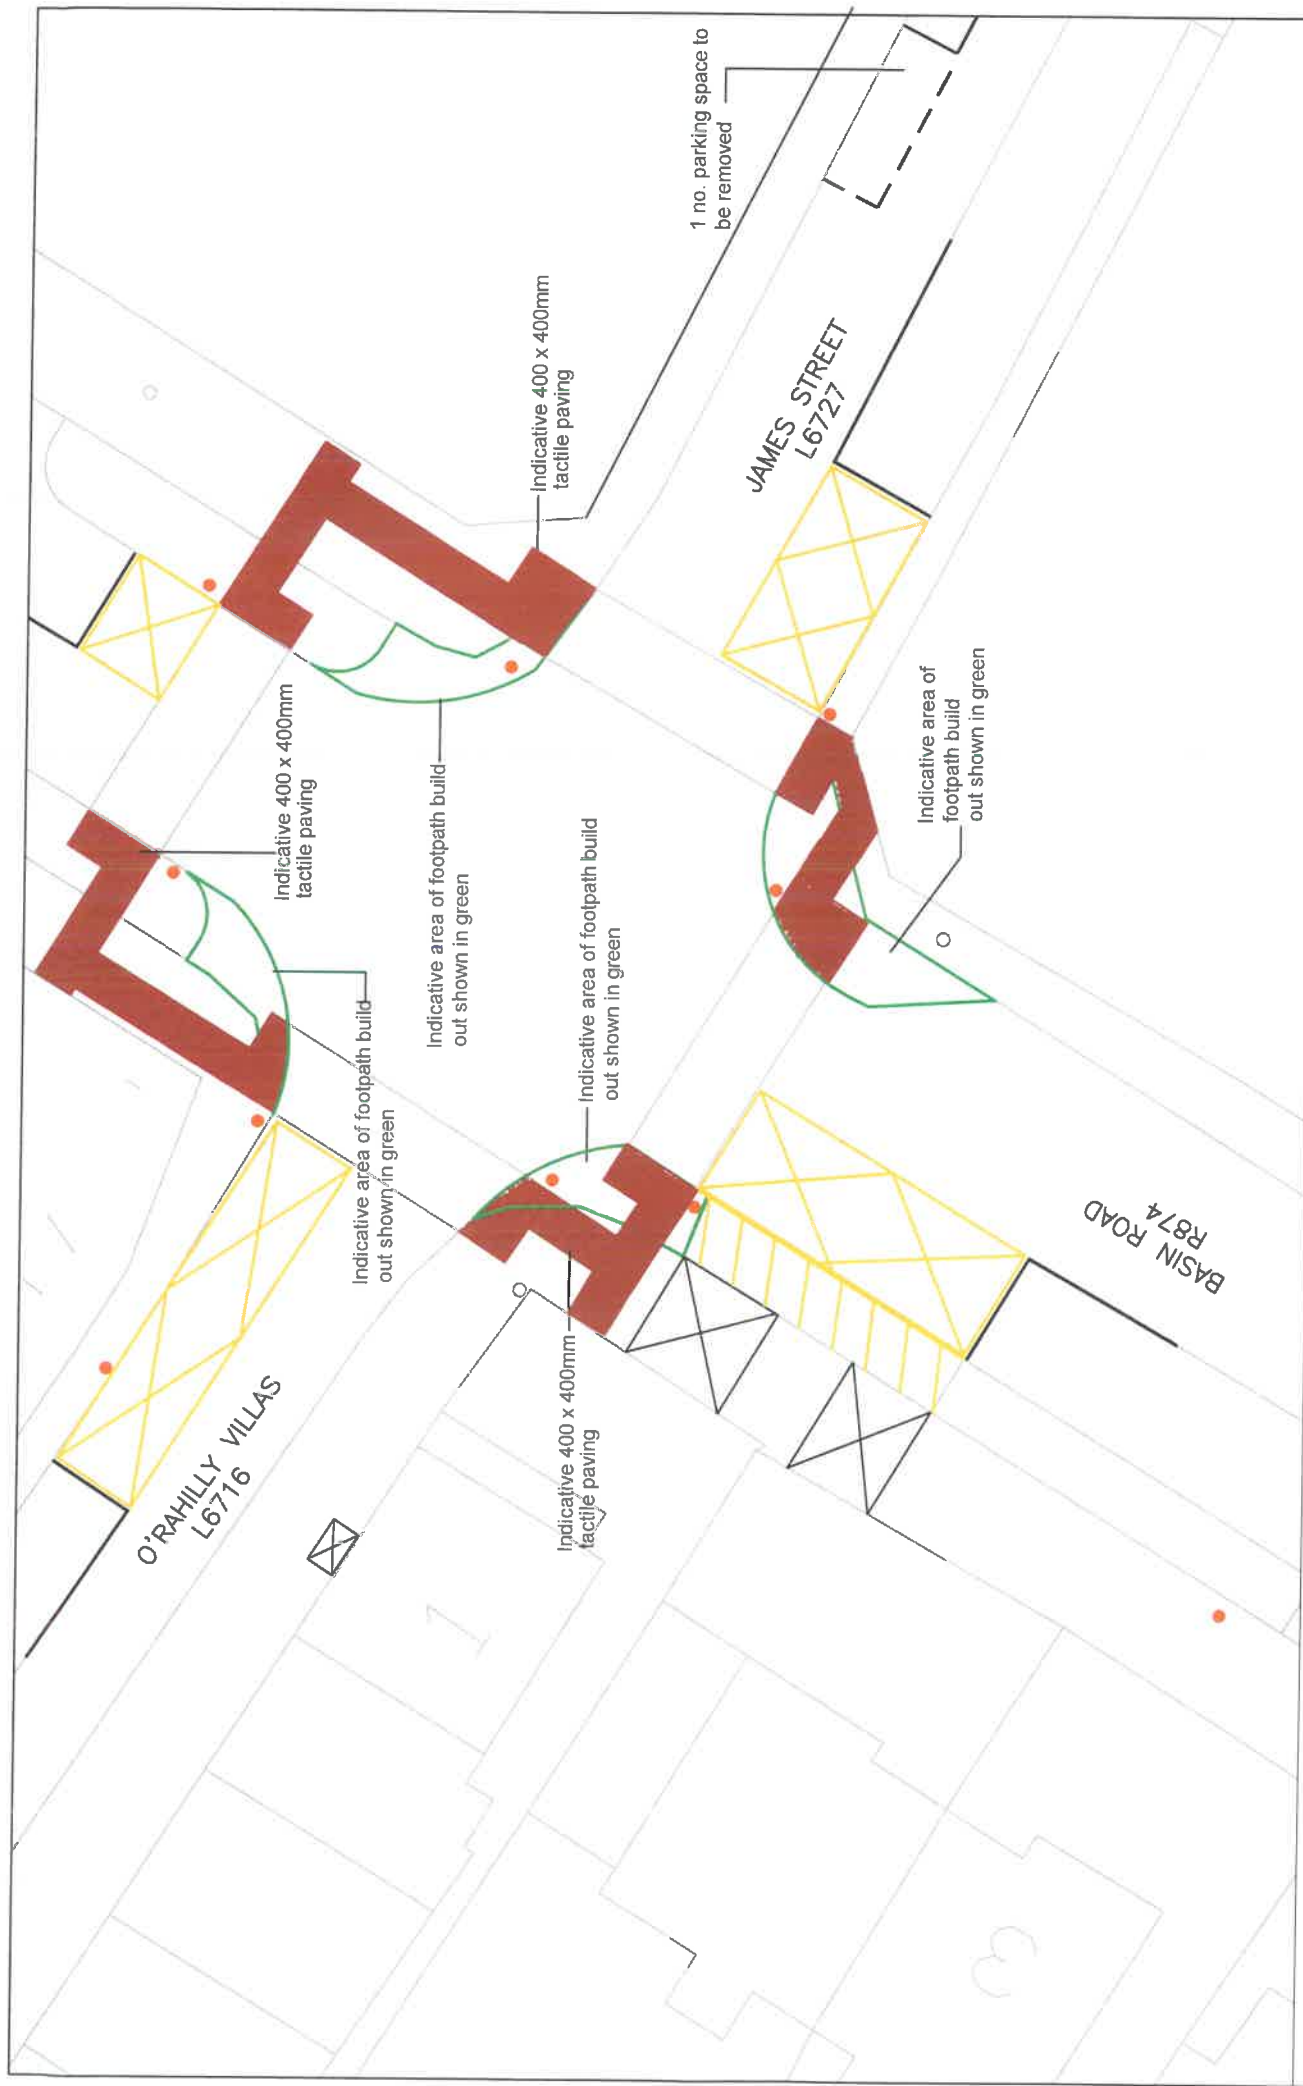 1 no. parking space to
be removed
Indicative 400 x 400mm
tactile paving
JAMES STREET
L6727
Indicative 400 x 400mm
tactile paving
Indicative area of footpath build
out shown in green
Indicative area of
footpath build
out shown in green
Indicative area of footpath build
out shown in green
Indicative area of footpath build
out shown in green
Indicative 400 x 400mm
tactile paving
O'RAHILLY VILLAS
L6716
BASIN ROAD
R874
1
3